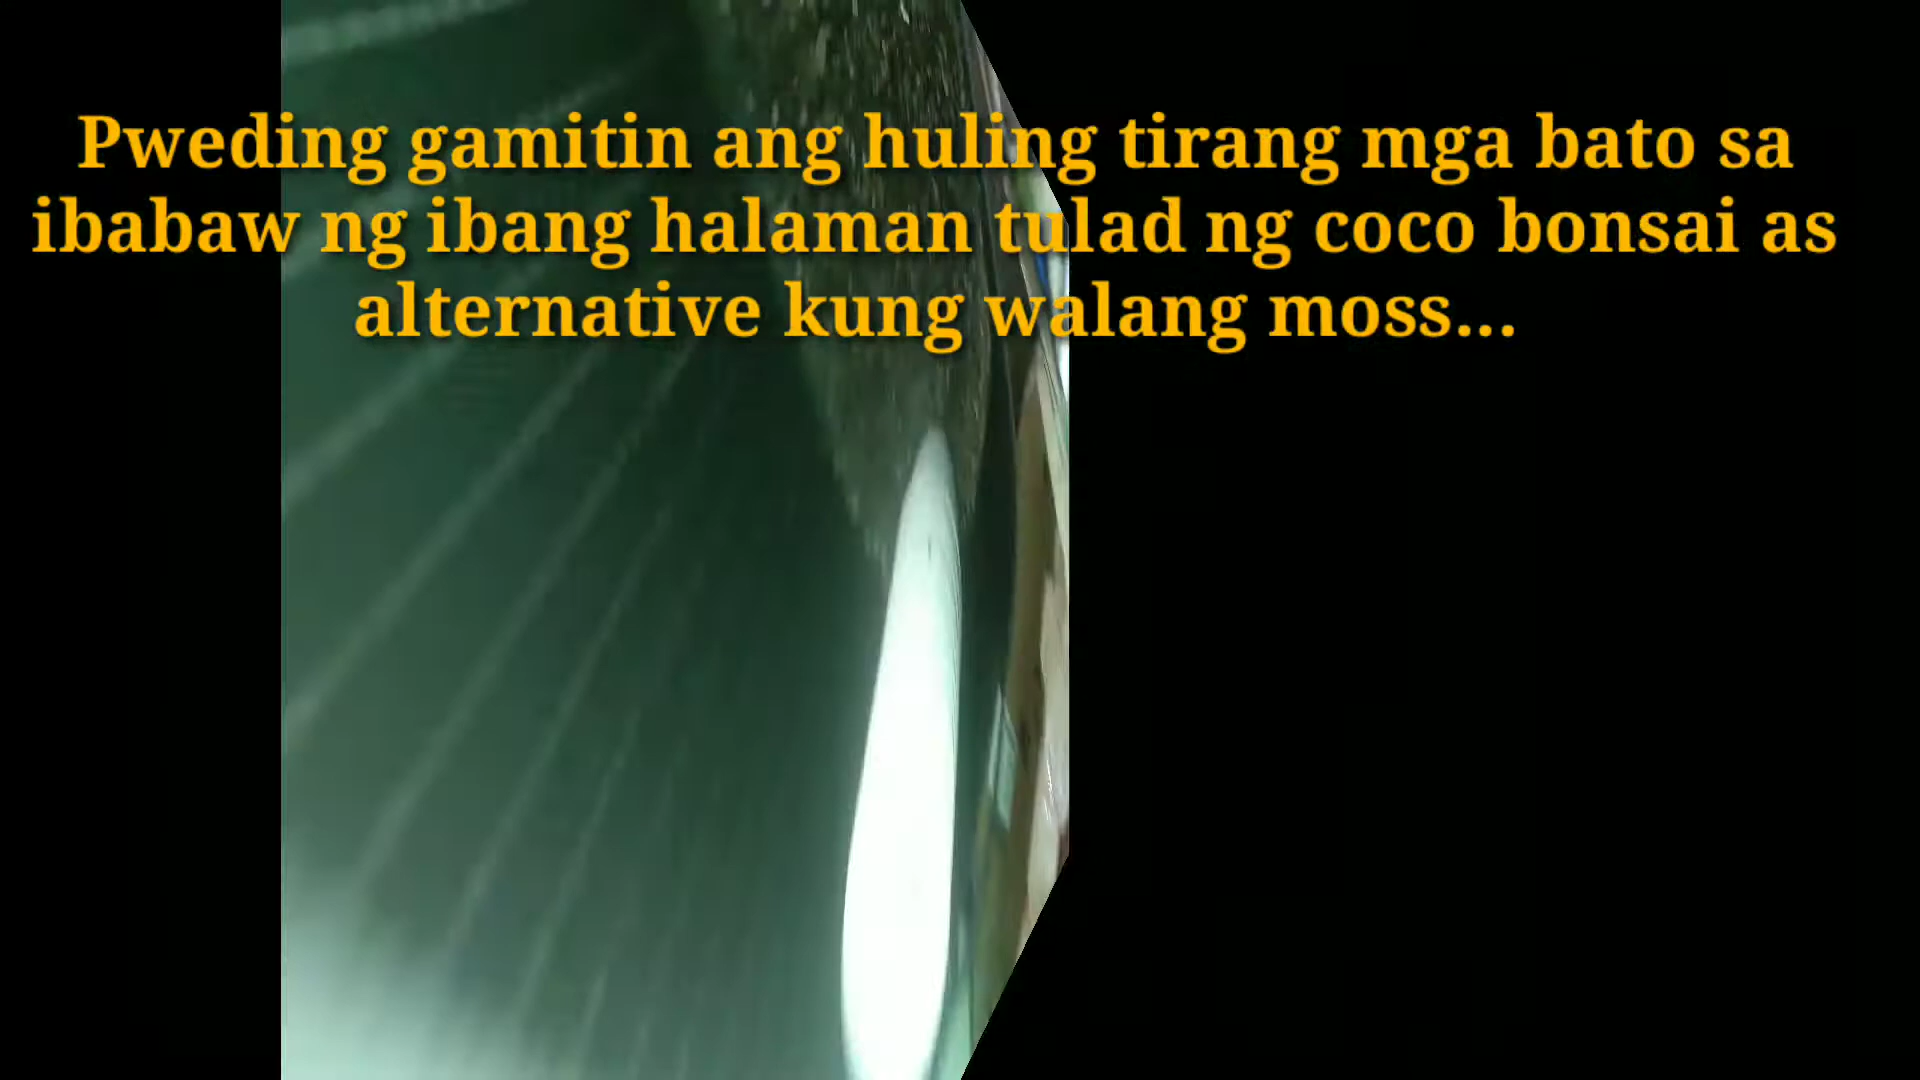 Pweding gamitin ang huling tirang mga bato sa
ibabaw ng ibang halaman tulad ng coco bonsai as
alternative kung walang moss...